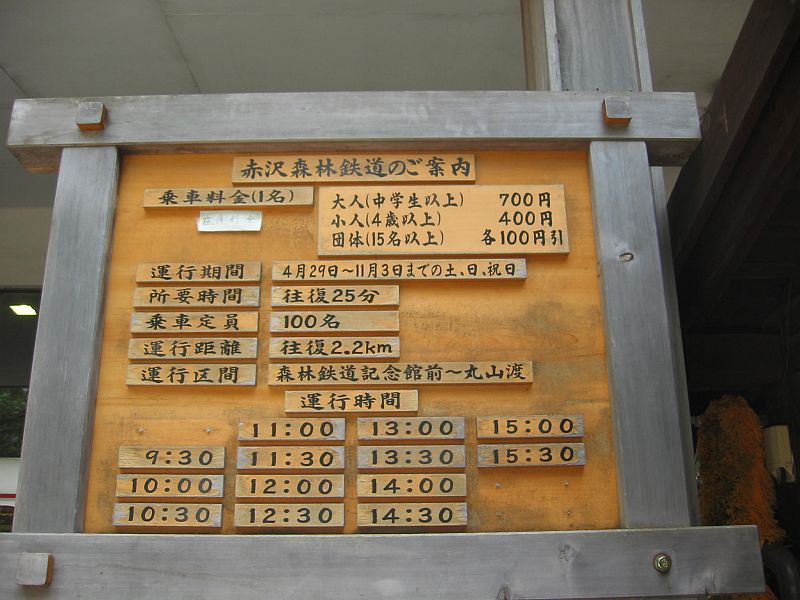 赤沢森林鉄道のご案内
乗車料金(1名)
往復料金
大人(中学生以上) 700円
小人(4歳以上) 400円
団体(15名以上) 各100円引
運行期間 4月29日～11月3日までの土、日、祝日
所要時間 往復25分
乗車定員 100名
運行距離 往復2.2km
運行区間 森林鉄道記念館前～丸山渡
運行時間
11:00 13:00 15:00
9:30 11:30 13:30 15:30
10:00 12:00 14:00
10:30 12:30 14:30